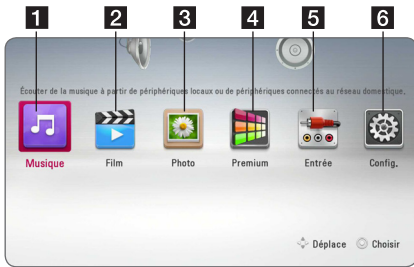 1 2 3 4 5 6
Écouter de la musique à partir de périphériques locaux ou de périphériques connectés au réseau domestique.
Musique Film Photo Premium Entrée Config.
Déplace Choisir